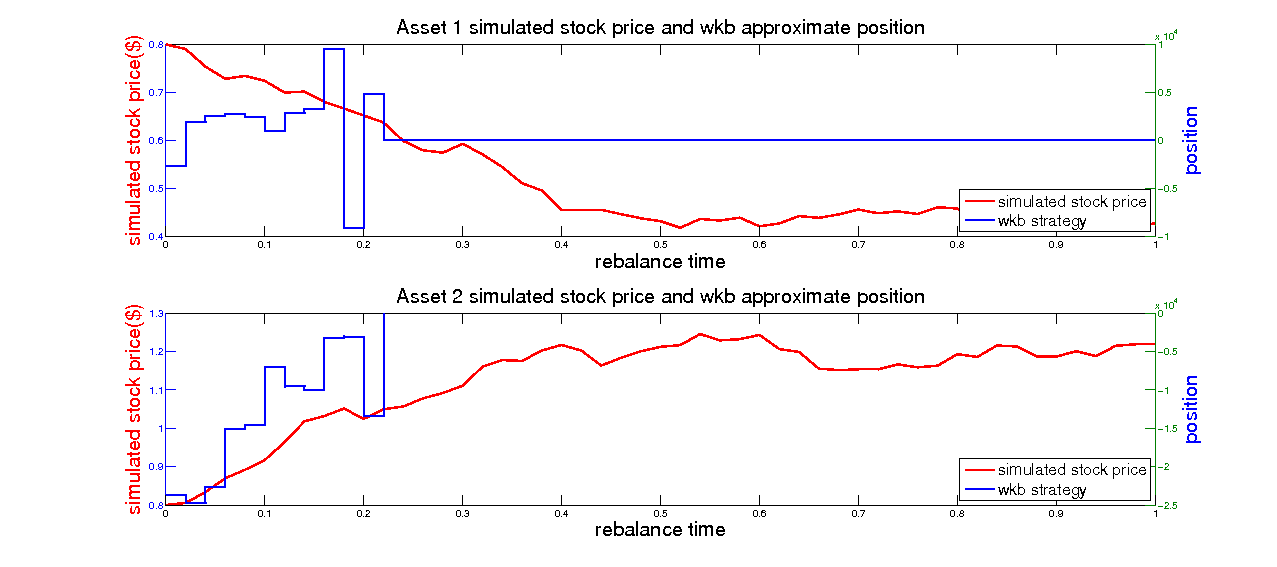 Asset 1 simulated stock price and wkb approximate position
x 10^4
simulated stock price($)
0.8
0.7
0.6
0.5
0.4
1
0.5
0
-0.5
-1
position
simulated stock price
wkb strategy
0 0.1 0.2 0.3 0.4 0.5 0.6 0.7 0.8 0.9 1
rebalance time
Asset 2 simulated stock price and wkb approximate position
x 10^4
simulated stock price($)
1.3
1.2
1.1
1
0.9
0.8
0
-0.5
-1
-1.5
-2
-2.5
position
simulated stock price
wkb strategy
0 0.1 0.2 0.3 0.4 0.5 0.6 0.7 0.8 0.9 1
rebalance time